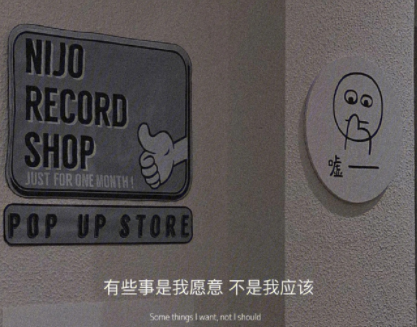 NIJO
RECORD
SHOP
JUST FOR ONE MONTH!
POP UP STORE
嘘
有些事是我愿意 不是我应该
Some things I want, not I should